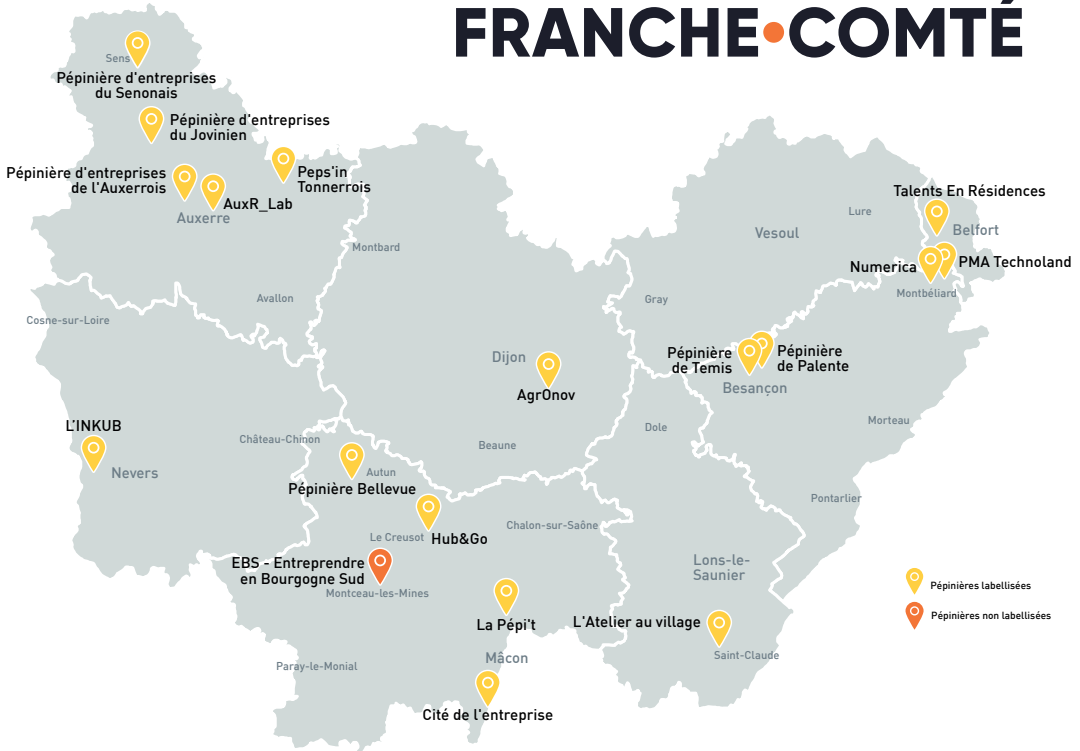 FRANCHE•COMTÉ
Sens
Pépinière d'entreprises
du Senonais
Pépinière d'entreprises
du Jovinien
Pépinière d'entreprises
de l'Auxerrois
Peps'in
Tonnerrois
AuxR_Lab
Auxerre
Talents En Résidences
Lure
Belfort
Vesoul
Montbard
Numerica
PMA Technoland
Montbéliard
Avallon
Gray
Cosne-sur-Loire
Dijon
AgrOnov
Pépinière
de Temis
Pépinière
de Palente
Besançon
L'INKUB
Nevers
Château-Chinon
Beaune
Dole
Morteau
Autun
Pépinière Bellevue
Pontarlier
Le Creusot
Hub&Go
Chalon-sur-Saône
EBS - Entreprendre
en Bourgogne Sud
Montceau-les-Mines
Lons-le-
Saunier
Pépinières labellisées
Pépinières non labellisées
La Pépi't
L'Atelier au village
Saint-Claude
Mâcon
Paray-le-Monial
Cité de l'entreprise